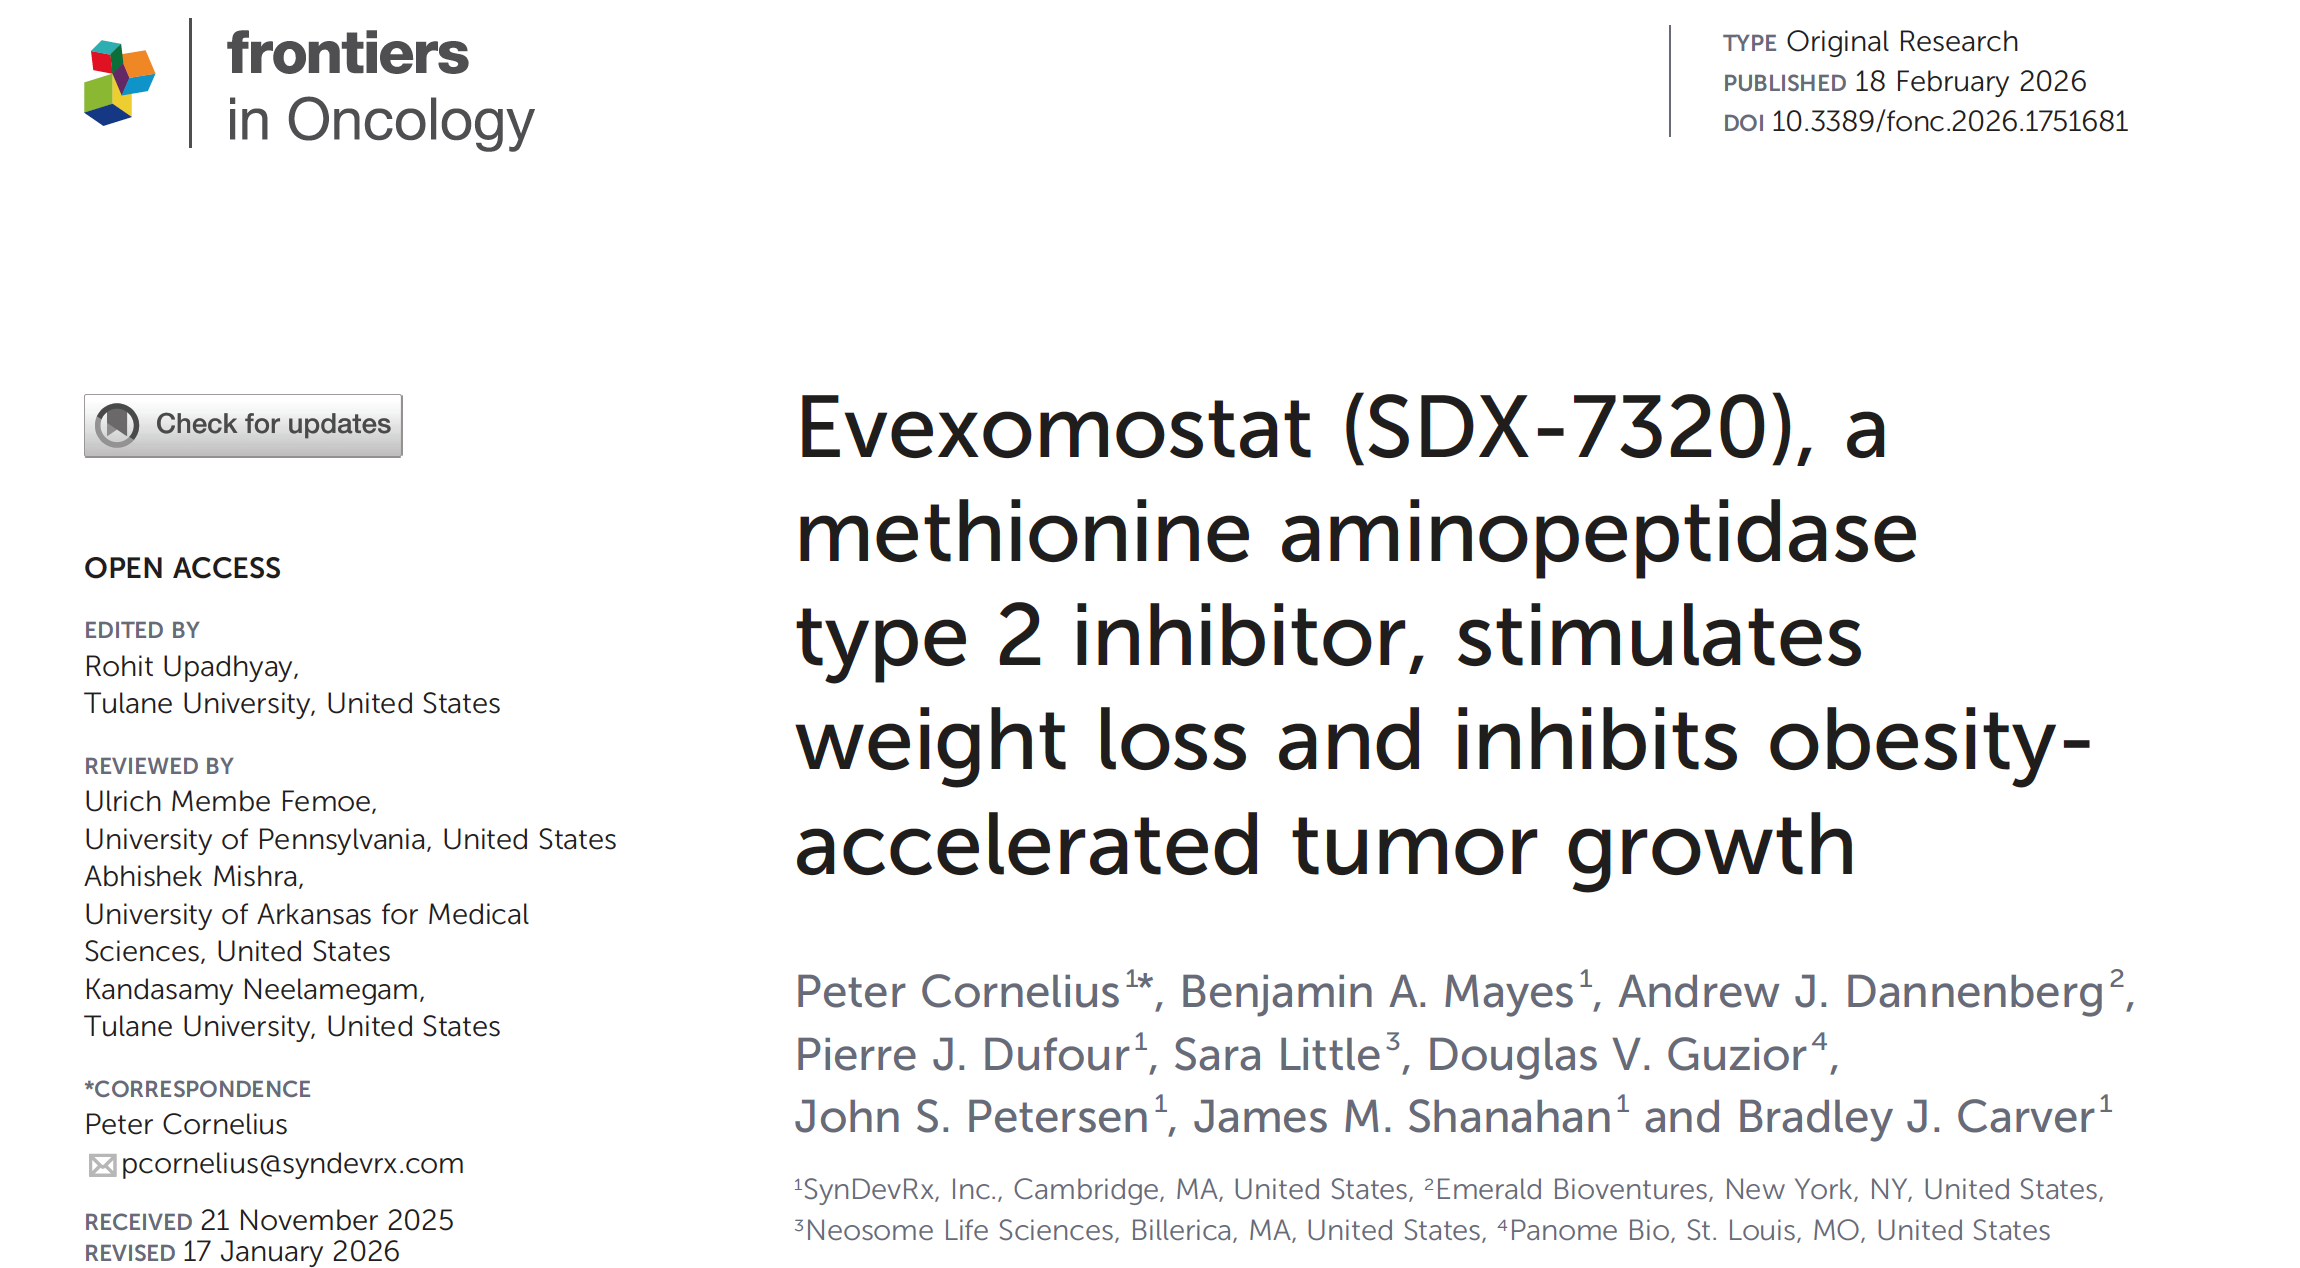 frontiers
in Oncology
TYPE Original Research
PUBLISHED 18 February 2026
DOI 10.3389/fonc.2026.1751681
Check for updates
OPEN ACCESS
EDITED BY
Rohit Upadhyay,
Tulane University, United States
REVIEWED BY
Ulrich Membe Femoe,
University of Pennsylvania, United States
Abhishek Mishra,
University of Arkansas for Medical
Sciences, United States
Kandasamy Neelamegam,
Tulane University, United States
*CORRESPONDENCE
Peter Cornelius
pcornelius@syndevrx.com
RECEIVED 21 November 2025
REVISED 17 January 2026
Evexomostat (SDX-7320), a
methionine aminopeptidase
type 2 inhibitor, stimulates
weight loss and inhibits obesity-
accelerated tumor growth
Peter Cornelius¹*, Benjamin A. Mayes¹, Andrew J. Dannenberg²,
Pierre J. Dufour¹, Sara Little³, Douglas V. Guzior⁴,
John S. Petersen¹, James M. Shanahan¹ and Bradley J. Carver¹
¹SynDevRx, Inc., Cambridge, MA, United States, ²Emerald Bioventures, New York, NY, United States,
³Neosome Life Sciences, Billerica, MA, United States, ⁴Panome Bio, St. Louis, MO, United States